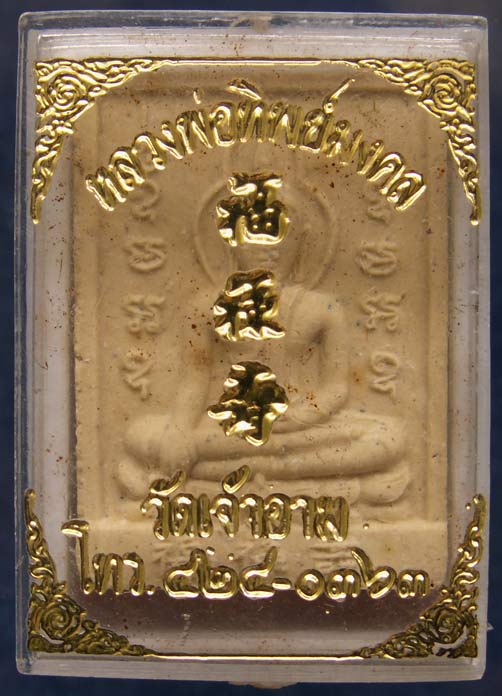 หลวงพ่อทิพย์มงคล
福
禄
寿
วัดเจ้าอาม
โทร. ๔๒๔-๐๓๖๓